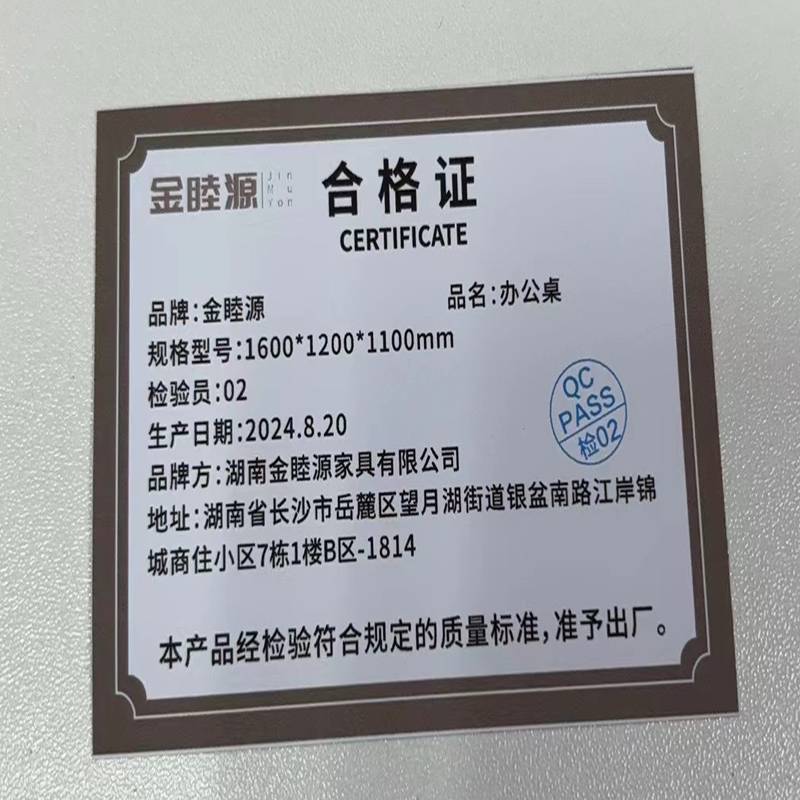 金睦源 Jin Mu Yon 合格证
CERTIFICATE
品牌:金睦源 品名:办公桌
规格型号:1600*1200*1100mm
检验员:02
生产日期:2024.8.20
QC
PASS
检02
品牌方:湖南金睦源家具有限公司
地址:湖南省长沙市岳麓区望月湖街道银盆南路江岸锦
城商住小区7栋1楼B区-1814
本产品经检验符合规定的质量标准,准予出厂。